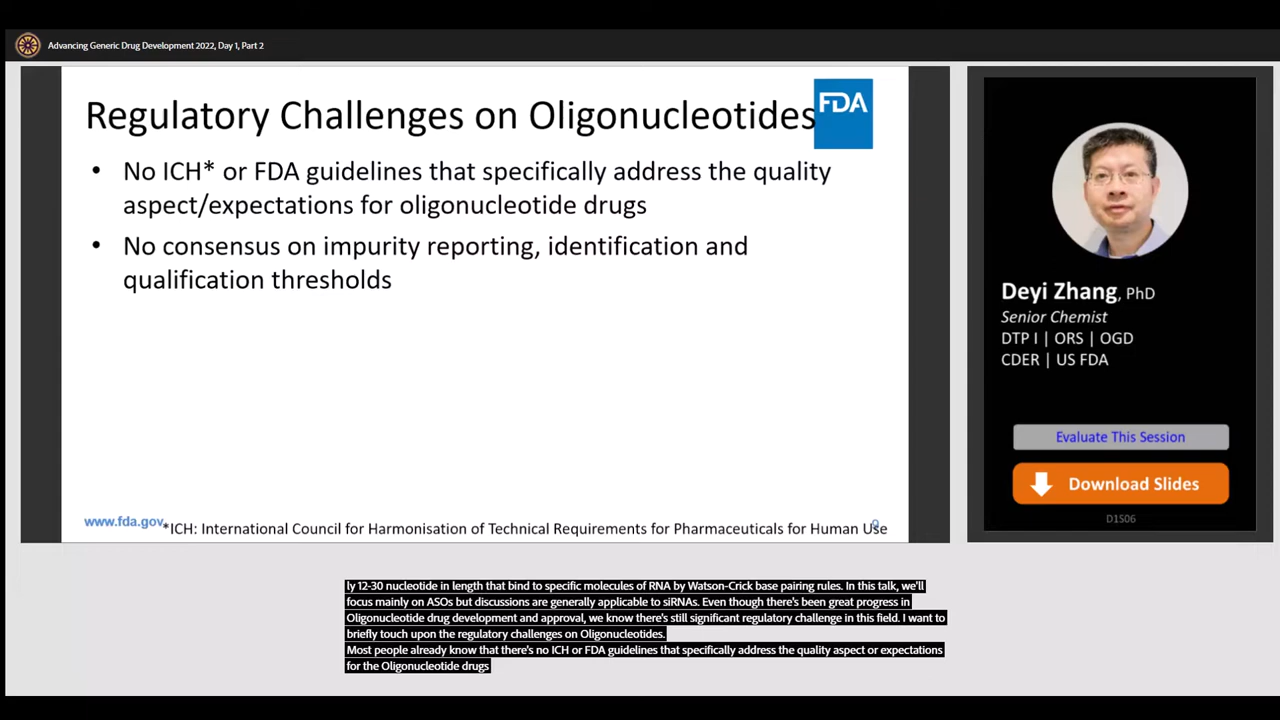 Advancing Generic Drug Development 2022, Day 1, Part 2
Regulatory Challenges on Oligonucleotides
FDA
• No ICH* or FDA guidelines that specifically address the quality
aspect/expectations for oligonucleotide drugs
• No consensus on impurity reporting, identification and
qualification thresholds
www.fda.gov
*ICH: International Council for Harmonisation of Technical Requirements for Pharmaceuticals for Human Use
9
Deyi Zhang, PhD
Senior Chemist
DTP I | ORS | OGD
CDER | US FDA
Evaluate This Session
Download Slides
D1S06
ly 12-30 nucleotide in length that bind to specific molecules of RNA by Watson-Crick base pairing rules. In this talk, we'll
focus mainly on ASOs but discussions are generally applicable to siRNAs. Even though there's been great progress in
Oligonucleotide drug development and approval, we know there's still significant regulatory challenge in this field. I want to
briefly touch upon the regulatory challenges on Oligonucleotides.
Most people already know that there's no ICH or FDA guidelines that specifically address the quality aspect or expectations
for the Oligonucleotide drugs